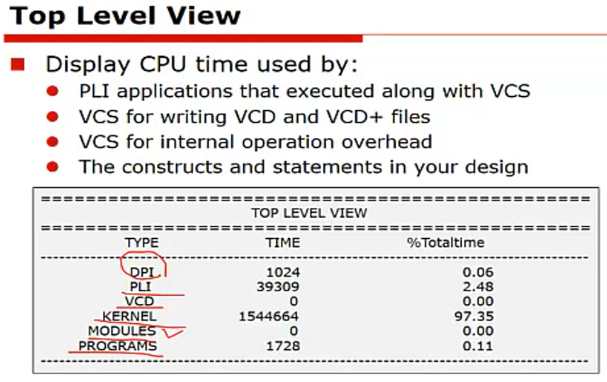 Top Level View
Display CPU time used by:
PLI applications that executed along with VCS
VCS for writing VCD and VCD+ files
VCS for internal operation overhead
The constructs and statements in your design
TOP LEVEL VIEW
TYPE TIME %Totaltime
DPI 1024 0.06
PLI 39309 2.48
VCD 0 0.00
KERNEL 1544664 97.35
MODULES 0 0.00
PROGRAMS 1728 0.11